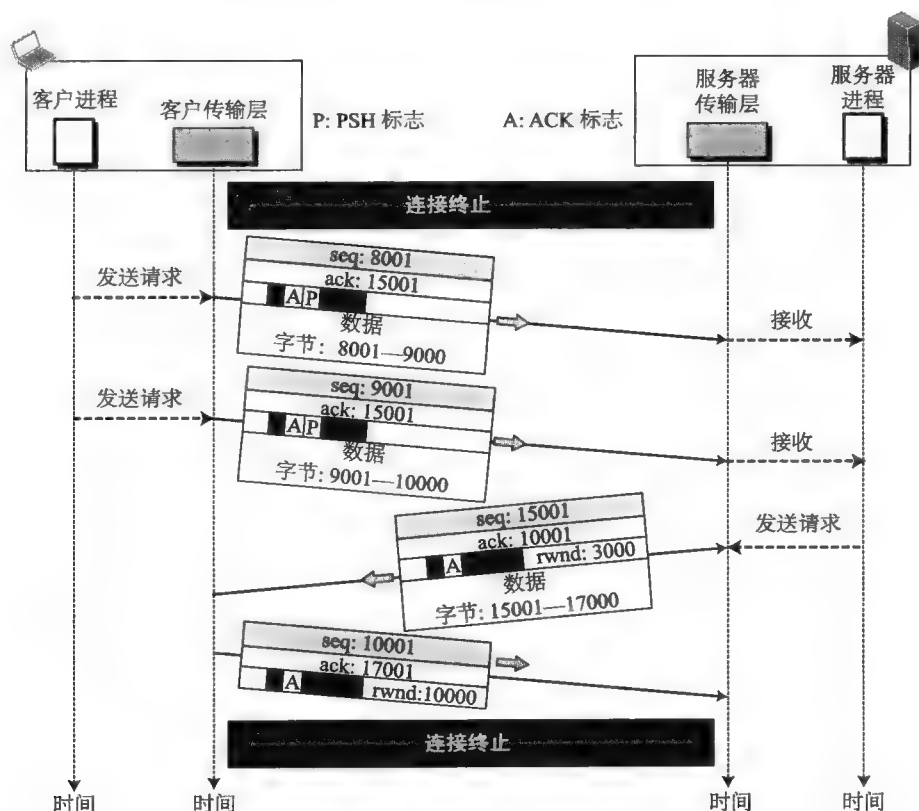 客户进程
客户传输层
P: PSH 标志
A: ACK 标志
服务器
传输层
服务器
进程
连接终止
发送请求
seq: 8001
ack: 15001
A P
数据
字节: 8001—9000
接收
发送请求
seq: 9001
ack: 15001
A P
数据
字节: 9001—10000
接收
seq: 15001
ack: 10001
A
rwnd: 3000
数据
字节: 15001—17000
发送请求
seq: 10001
ack: 17001
A
rwnd:10000
连接终止
时间
时间
时间
时间